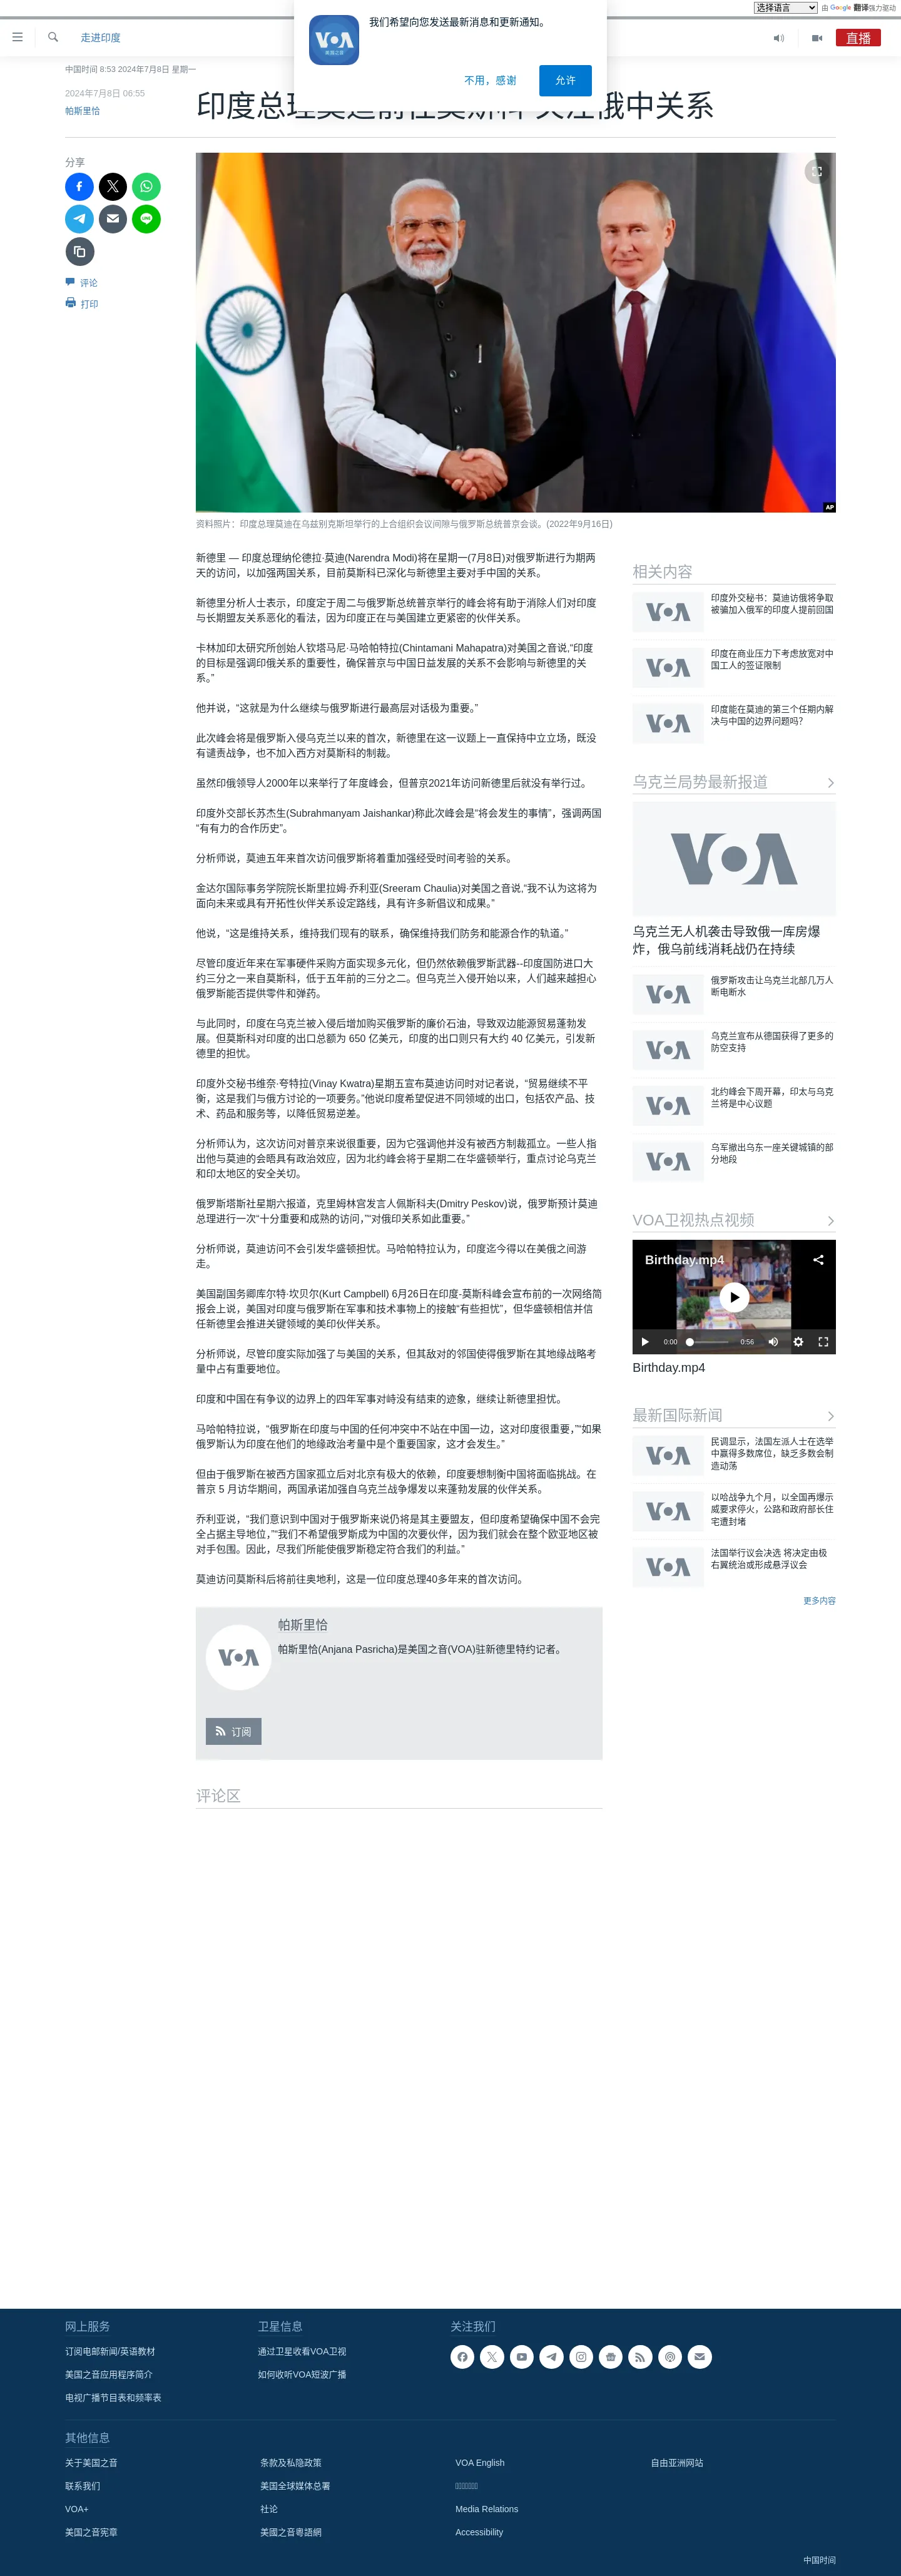 选择语言
由 Google 翻译强力驱动
我们希望向您发送最新消息和更新通知。
VOA
美国之音
不用，感谢
允许
走进印度
直播
中国时间 8:53 2024年7月8日 星期一
2024年7月8日 06:55
帕斯里恰
分享
评论
打印
AP
资料照片：印度总理莫迪在乌兹别克斯坦举行的上合组织会议间隙与俄罗斯总统普京会谈。(2022年9月16日)
新德里 — 印度总理纳伦德拉·莫迪(Narendra Modi)将在星期一(7月8日)对俄罗斯进行为期两
天的访问，以加强两国关系，目前莫斯科已深化与新德里主要对手中国的关系。
新德里分析人士表示，印度定于周二与俄罗斯总统普京举行的峰会将有助于消除人们对印度
与长期盟友关系恶化的看法，因为印度正在与美国建立更紧密的伙伴关系。
卡林加印太研究所创始人钦塔马尼·马哈帕特拉(Chintamani Mahapatra)对美国之音说,“印度
的目标是强调印俄关系的重要性，确保普京与中国日益发展的关系不会影响与新德里的关
系。”
他并说，“这就是为什么继续与俄罗斯进行最高层对话极为重要。”
此次峰会将是俄罗斯入侵乌克兰以来的首次，新德里在这一议题上一直保持中立立场，既没
有谴责战争，也不加入西方对莫斯科的制裁。
虽然印俄领导人2000年以来举行了年度峰会，但普京2021年访问新德里后就没有举行过。
印度外交部长苏杰生(Subrahmanyam Jaishankar)称此次峰会是“将会发生的事情”，强调两国
“有有力的合作历史”。
分析师说，莫迪五年来首次访问俄罗斯将着重加强经受时间考验的关系。
金达尔国际事务学院院长斯里拉姆·乔利亚(Sreeram Chaulia)对美国之音说,“我不认为这将为
面向未来或具有开拓性伙伴关系设定路线，具有许多新倡议和成果。”
他说，“这是维持关系，维持我们现有的联系，确保维持我们防务和能源合作的轨道。”
尽管印度近年来在军事硬件采购方面实现多元化，但仍然依赖俄罗斯武器--印度国防进口大
约三分之一来自莫斯科，低于五年前的三分之二。但乌克兰入侵开始以来，人们越来越担心
俄罗斯能否提供零件和弹药。
与此同时，印度在乌克兰被入侵后增加购买俄罗斯的廉价石油，导致双边能源贸易蓬勃发
展。但莫斯科对印度的出口总额为 650 亿美元，印度的出口则只有大约 40 亿美元，引发新
德里的担忧。
印度外交秘书维奈·夸特拉(Vinay Kwatra)星期五宣布莫迪访问时对记者说，“贸易继续不平
衡，这是我们与俄方讨论的一项要务。”他说印度希望促进不同领域的出口，包括农产品、技
术、药品和服务等，以降低贸易逆差。
分析师认为，这次访问对普京来说很重要，因为它强调他并没有被西方制裁孤立。一些人指
出他与莫迪的会晤具有政治效应，因为北约峰会将于星期二在华盛顿举行，重点讨论乌克兰
和印太地区的安全关切。
俄罗斯塔斯社星期六报道，克里姆林宫发言人佩斯科夫(Dmitry Peskov)说，俄罗斯预计莫迪
总理进行一次“十分重要和成熟的访问，”“对俄印关系如此重要。”
分析师说，莫迪访问不会引发华盛顿担忧。马哈帕特拉认为，印度迄今得以在美俄之间游
走。
美国副国务卿库尔特·坎贝尔(Kurt Campbell) 6月26日在印度-莫斯科峰会宣布前的一次网络简
报会上说，美国对印度与俄罗斯在军事和技术事物上的接触“有些担忧”，但华盛顿相信并信
任新德里会推进关键领域的美印伙伴关系。
分析师说，尽管印度实际加强了与美国的关系，但其敌对的邻国使得俄罗斯在其地缘战略考
量中占有重要地位。
印度和中国在有争议的边界上的四年军事对峙没有结束的迹象，继续让新德里担忧。
马哈帕特拉说，“俄罗斯在印度与中国的任何冲突中不站在中国一边，这对印度很重要，”“如果
俄罗斯认为印度在他们的地缘政治考量中是个重要国家，这才会发生。”
但由于俄罗斯在被西方国家孤立后对北京有极大的依赖，印度要想制衡中国将面临挑战。在
普京 5 月访华期间，两国承诺加强自乌克兰战争爆发以来蓬勃发展的伙伴关系。
乔利亚说，“我们意识到中国对于俄罗斯来说仍将是其主要盟友，但印度希望确保中国不会完
全占据主导地位，”“我们不希望俄罗斯成为中国的次要伙伴，因为我们就会在整个欧亚地区被
对手包围。因此，尽我们所能使俄罗斯稳定符合我们的利益。”
莫迪访问莫斯科后将前往奥地利，这是一位印度总理40多年来的首次访问。
帕斯里恰
帕斯里恰(Anjana Pasricha)是美国之音(VOA)驻新德里特约记者。
VOA
订阅
评论区
相关内容
VOA
印度外交秘书：莫迪访俄将争取
被骗加入俄军的印度人提前回国
VOA
印度在商业压力下考虑放宽对中
国工人的签证限制
VOA
印度能在莫迪的第三个任期内解
决与中国的边界问题吗?
乌克兰局势最新报道
VOA
乌克兰无人机袭击导致俄一库房爆
炸，俄乌前线消耗战仍在持续
VOA
俄罗斯攻击让乌克兰北部几万人
断电断水
VOA
乌克兰宣布从德国获得了更多的
防空支持
VOA
北约峰会下周开幕，印太与乌克
兰将是中心议题
VOA
乌军撤出乌东一座关键城镇的部
分地段
VOA卫视热点视频
Birthday.mp4
0:00
0:56
Birthday.mp4
最新国际新闻
VOA
民调显示，法国左派人士在选举
中赢得多数席位，缺乏多数会制
造动荡
VOA
以哈战争九个月，以全国再爆示
威要求停火，公路和政府部长住
宅遭封堵
VOA
法国举行议会决选 将决定由极
右翼统治或形成悬浮议会
更多内容
网上服务
订阅电邮新闻/英语教材
美国之音应用程序简介
电视广播节目表和频率表
卫星信息
通过卫星收看VOA卫视
如何收听VOA短波广播
关注我们
其他信息
关于美国之音
条款及私隐政策
VOA English
自由亚洲网站
联系我们
美国全球媒体总署
VOA+
社论
Media Relations
美国之音宪章
美國之音粵語網
Accessibility
中国时间